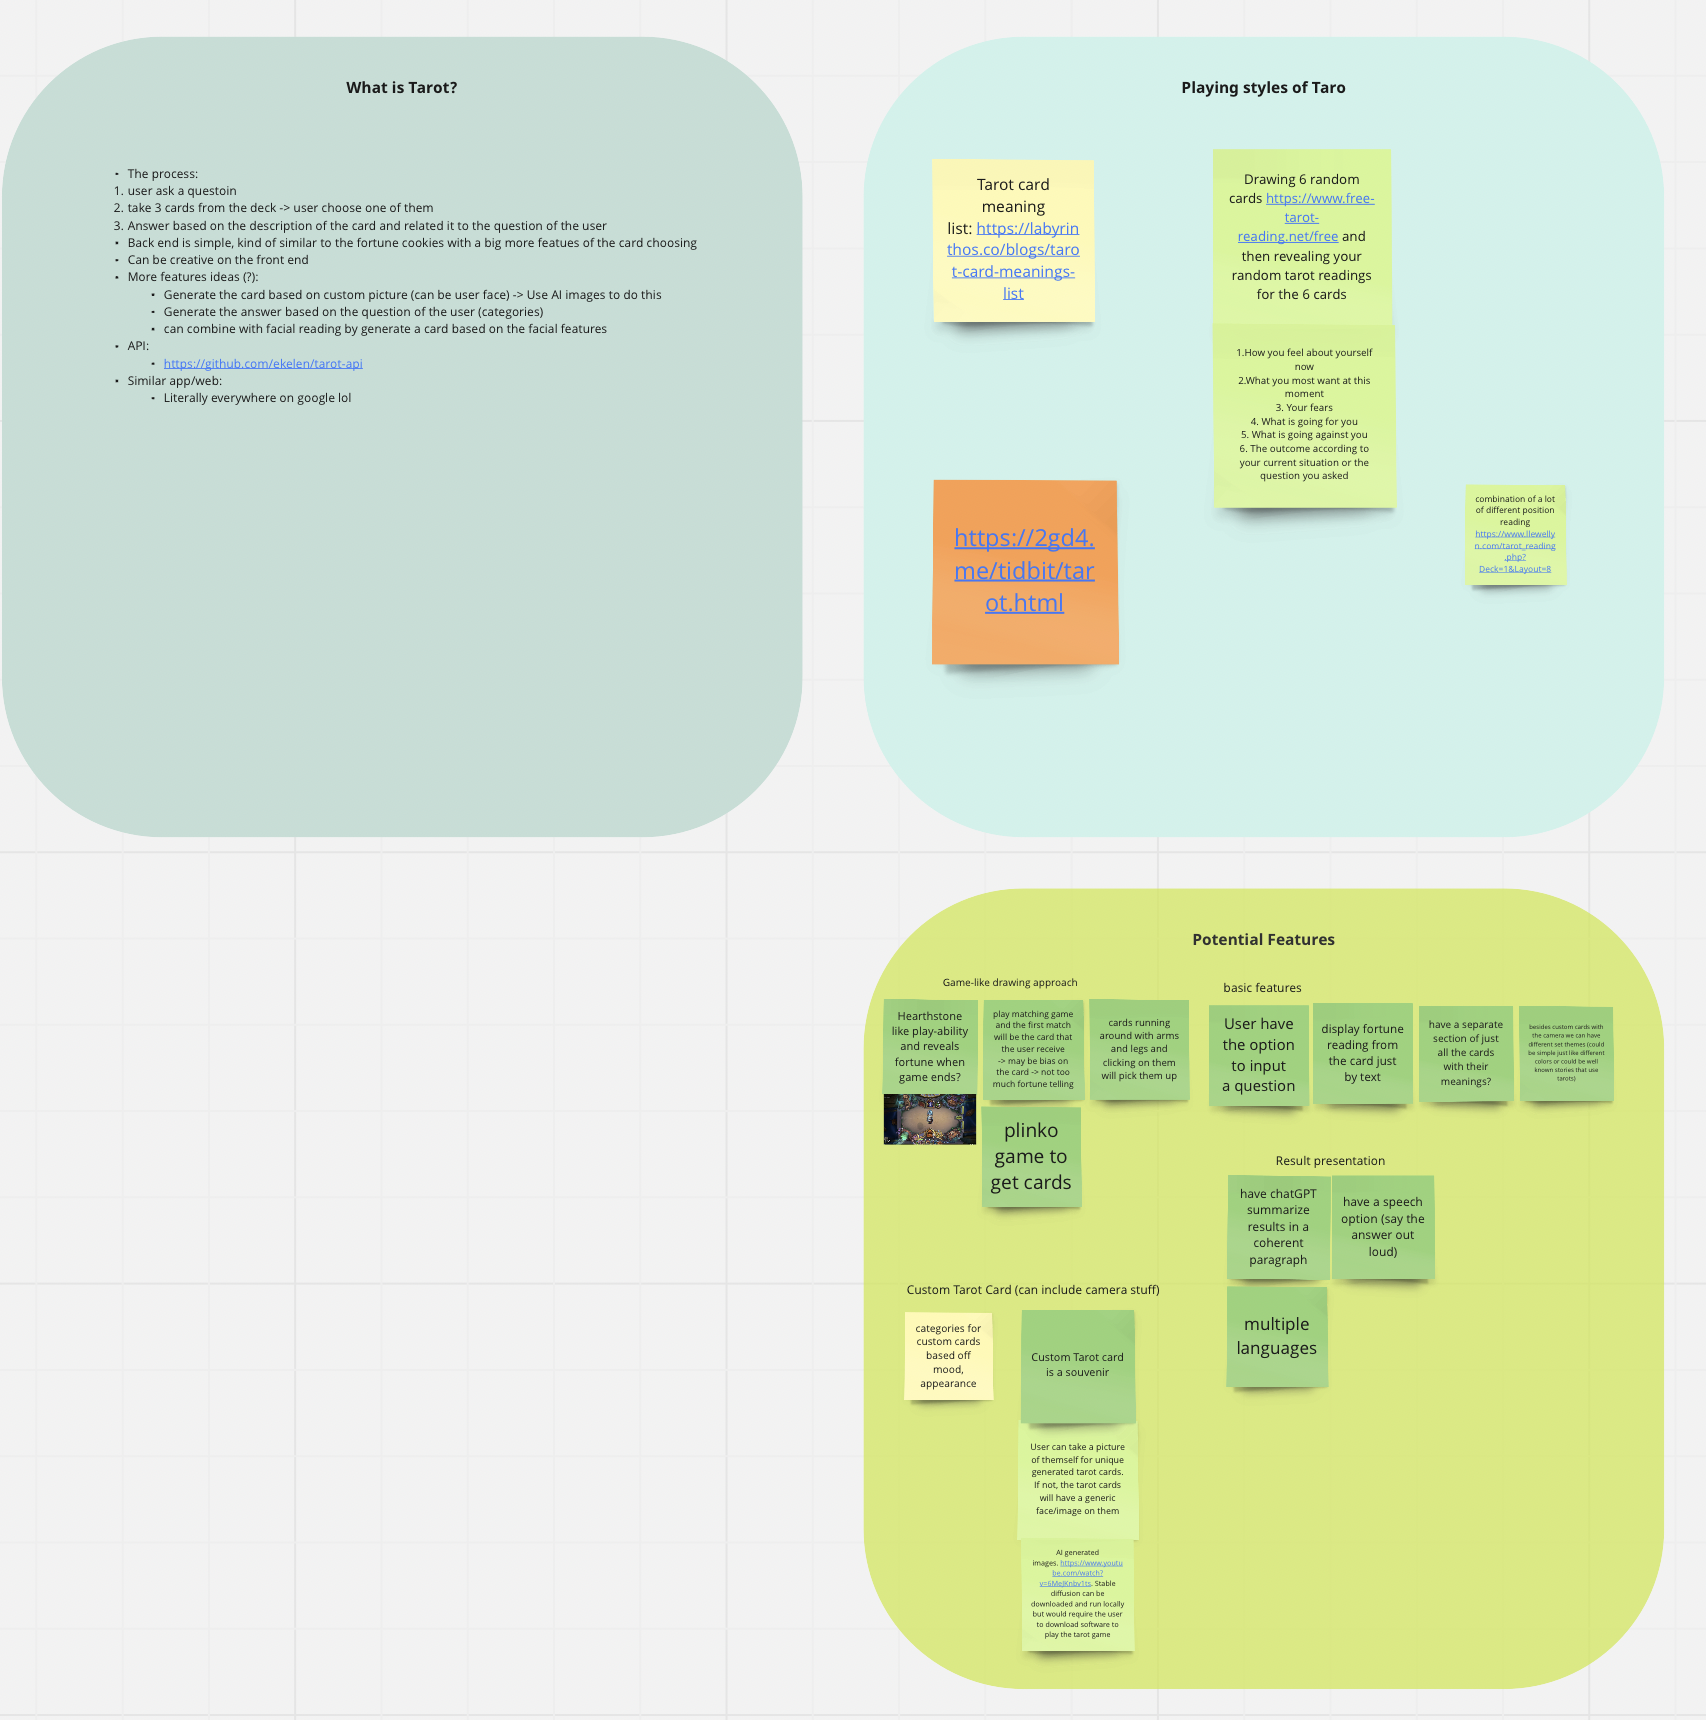 What is Tarot?
• The process:
1. user ask a questoin
2. take 3 cards from the deck -> user choose one of them
3. Answer based on the description of the card and related it to the question of the user
• Back end is simple, kind of similar to the fortune cookies with a big more featues of the card choosing
• Can be creative on the front end
• More features ideas (?):
• Generate the card based on custom picture (can be user face) -> Use AI images to do this
• Generate the answer based on the question of the user (categories)
• can combine with facial reading by generate a card based on the facial features
• API:
• https://github.com/ekelen/tarot-api
• Similar app/web:
• Literally everywhere on google lol
Playing styles of Taro
Tarot card
meaning
list: https://labyrin
thos.co/blogs/taro
t-card-meanings-
list
Drawing 6 random
cards https://www.free-
tarot-
reading.net/free and
then revealing your
random tarot readings
for the 6 cards
1.How you feel about yourself
now
2.What you most want at this
moment
3. Your fears
4. What is going for you
5. What is going against you
6. The outcome according to
your current situation or the
question you asked
https://2gd4.
me/tidbit/tar
ot.html
combination of a lot
of different position
reading
https://www.llewelly
n.com/tarot_reading
.php?
Deck=1&Layout=8
Potential Features
Game-like drawing approach
Hearthstone
like play-ability
and reveals
fortune when
game ends?
play matching game
and the first match
will be the card that
the user receive
-> may be bias on
the card -> not too
much fortune telling
cards running
around with arms
and legs and
clicking on them
will pick them up
plinko
game to
get cards
basic features
User have
the option
to input
a question
display fortune
reading from
the card just
by text
have a separate
section of just
all the cards
with their
meanings?
besides custom cards with
the camera we can have
different set themes (could
be simple just like different
colors or could be well
known stories that use
tarots)
Result presentation
have chatGPT
summarize
results in a
coherent
paragraph
have a speech
option (say the
answer out
loud)
multiple
languages
Custom Tarot Card (can include camera stuff)
categories for
custom cards
based off
mood,
appearance
Custom Tarot card
is a souvenir
User can take a picture
of themself for unique
generated tarot cards.
If not, the tarot cards
will have a generic
face/image on them
AI generated
images. https://www.youtu
be.com/watch?
Stable
diffusion can be
downloaded and run locally
but would require the user
to download software to
play the tarot game